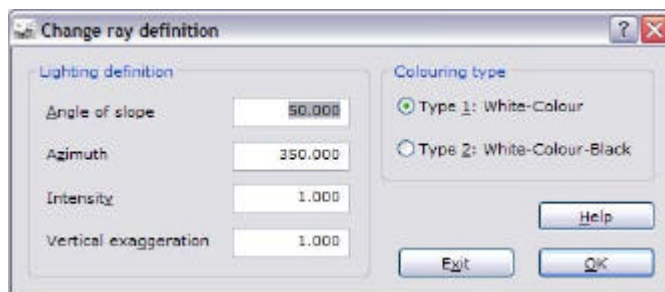 Change ray definition
Lighting definition
Angle of slope 50.000
Azimuth 350.000
Intensity 1.000
Vertical exaggeration 1.000
Colouring type
Type 1: White-Colour
Type 2: White-Colour-Black
Help
Exit OK